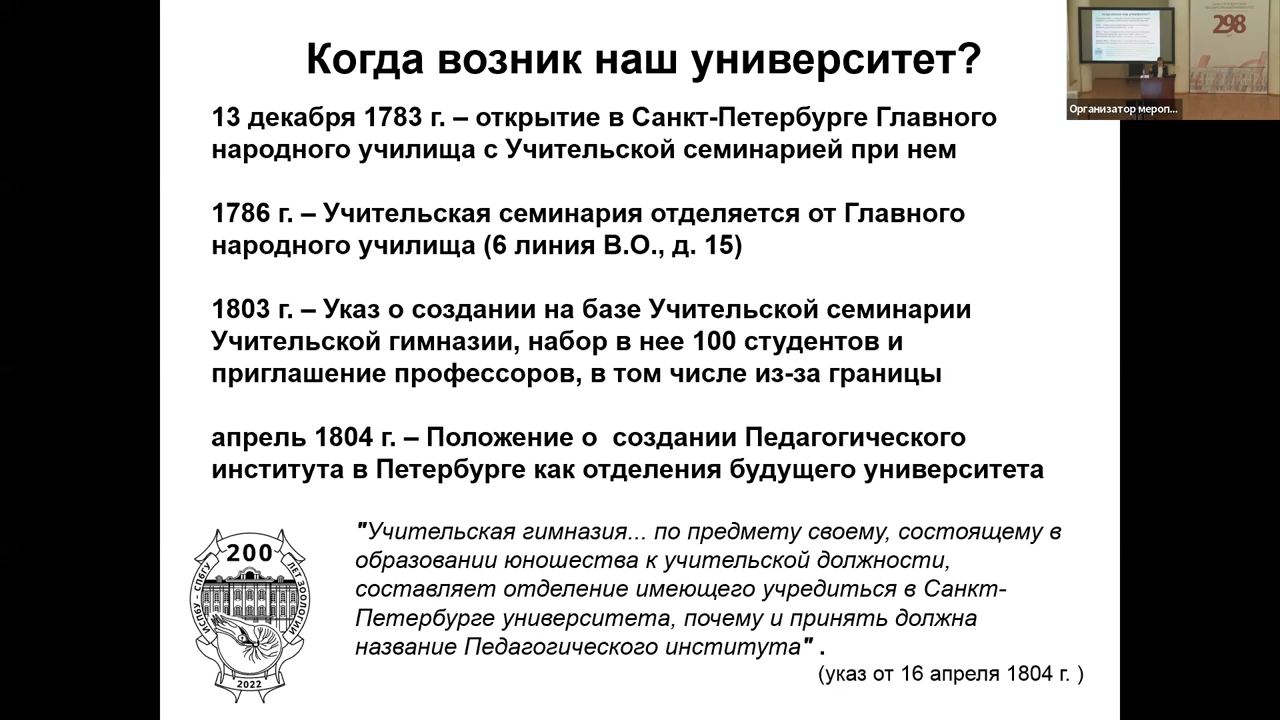 Когда возник наш университет?
298
Организатор мероп...
13 декабря 1783 г. – открытие в Санкт-Петербурге Главного
народного училища с Учительской семинарией при нем
1786 г. – Учительская семинария отделяется от Главного
народного училища (6 линия В.О., д. 15)
1803 г. – Указ о создании на базе Учительской семинарии
Учительской гимназии, набор в нее 100 студентов и
приглашение профессоров, в том числе из-за границы
апрель 1804 г. – Положение о  создании Педагогического
института в Петербурге как отделения будущего университета
"Учительская гимназия... по предмету своему, состоящему в
образовании юношества к учительской должности,
составляет отделение имеющего учредиться в Санкт-
Петербурге университета, почему и принять должна
название Педагогического института" .
(указ от 16 апреля 1804 г. )
200
ЛЕТ ЗООЛОГИИ
ИСПбУ - СПбГУ
2022